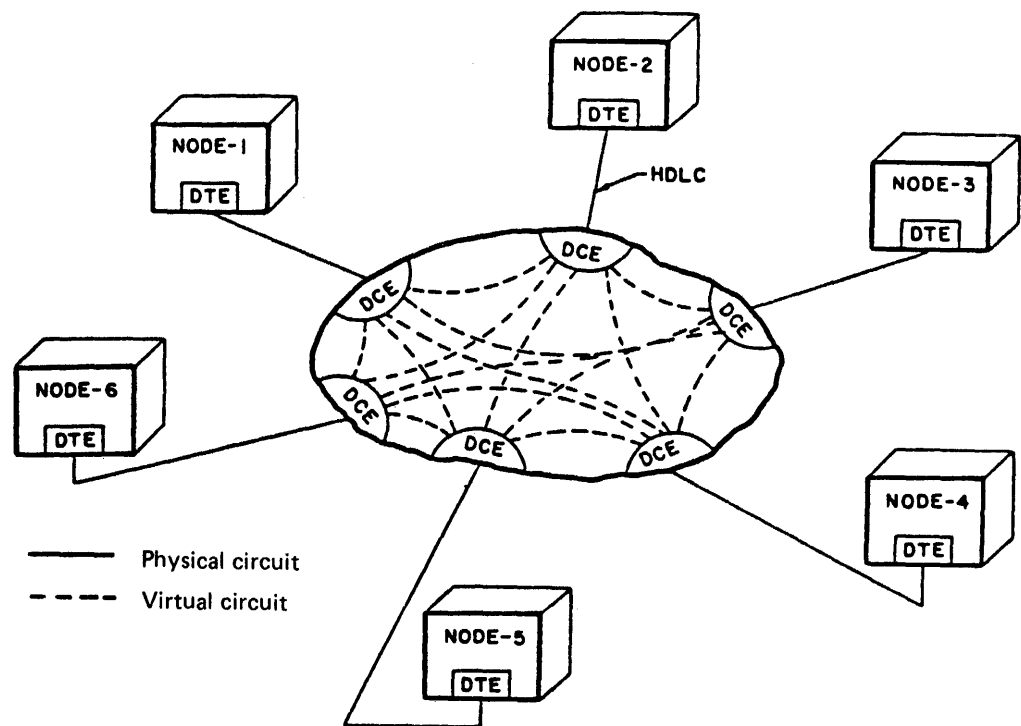 NODE-2
DTE
NODE-1
DTE
HDLC
NODE-3
DTE
DCE
DCE
DCE
NODE-6
DTE
DCE
DCE
DCE
NODE-4
DTE
Physical circuit
Virtual circuit
NODE-5
DTE